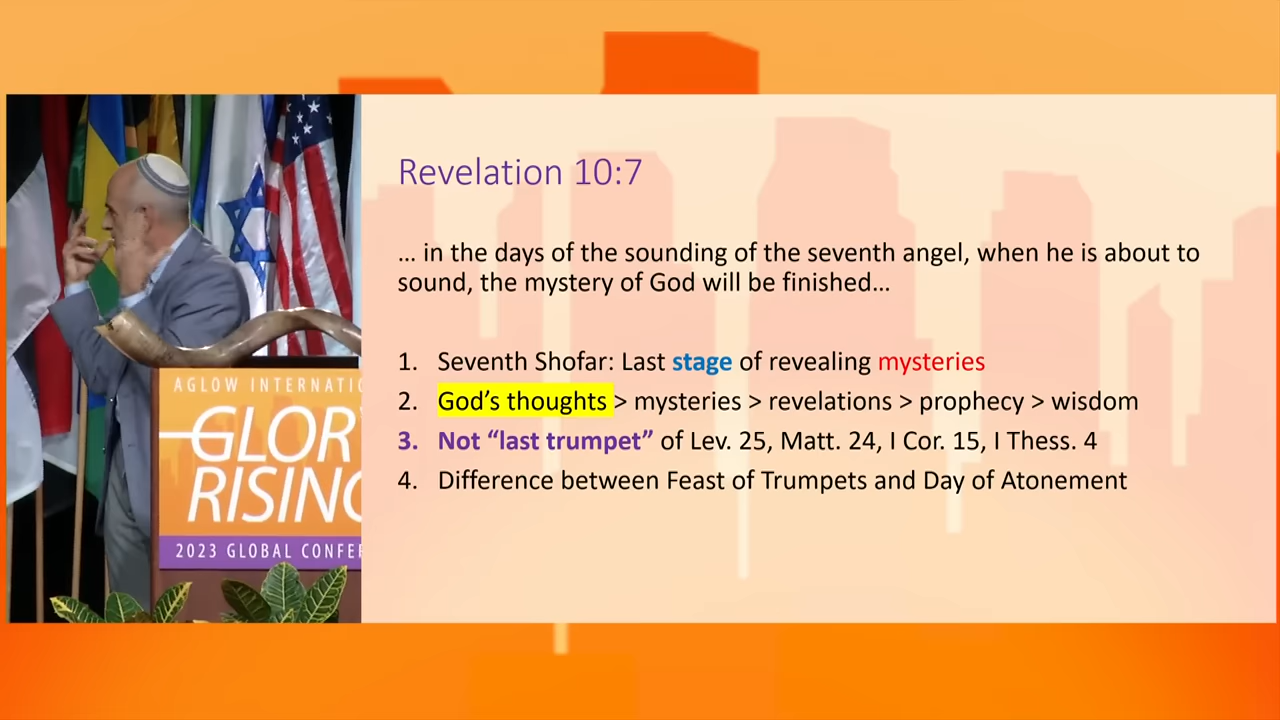 Revelation 10:7
... in the days of the sounding of the seventh angel, when he is about to
sound, the mystery of God will be finished...
1. Seventh Shofar: Last stage of revealing mysteries
2. God's thoughts > mysteries > revelations > prophecy > wisdom
3. Not “last trumpet” of Lev. 25, Matt. 24, I Cor. 15, I Thess. 4
4. Difference between Feast of Trumpets and Day of Atonement
AGLOW INTERNATIO
GLORY
RISING
2023 GLOBAL CONFE